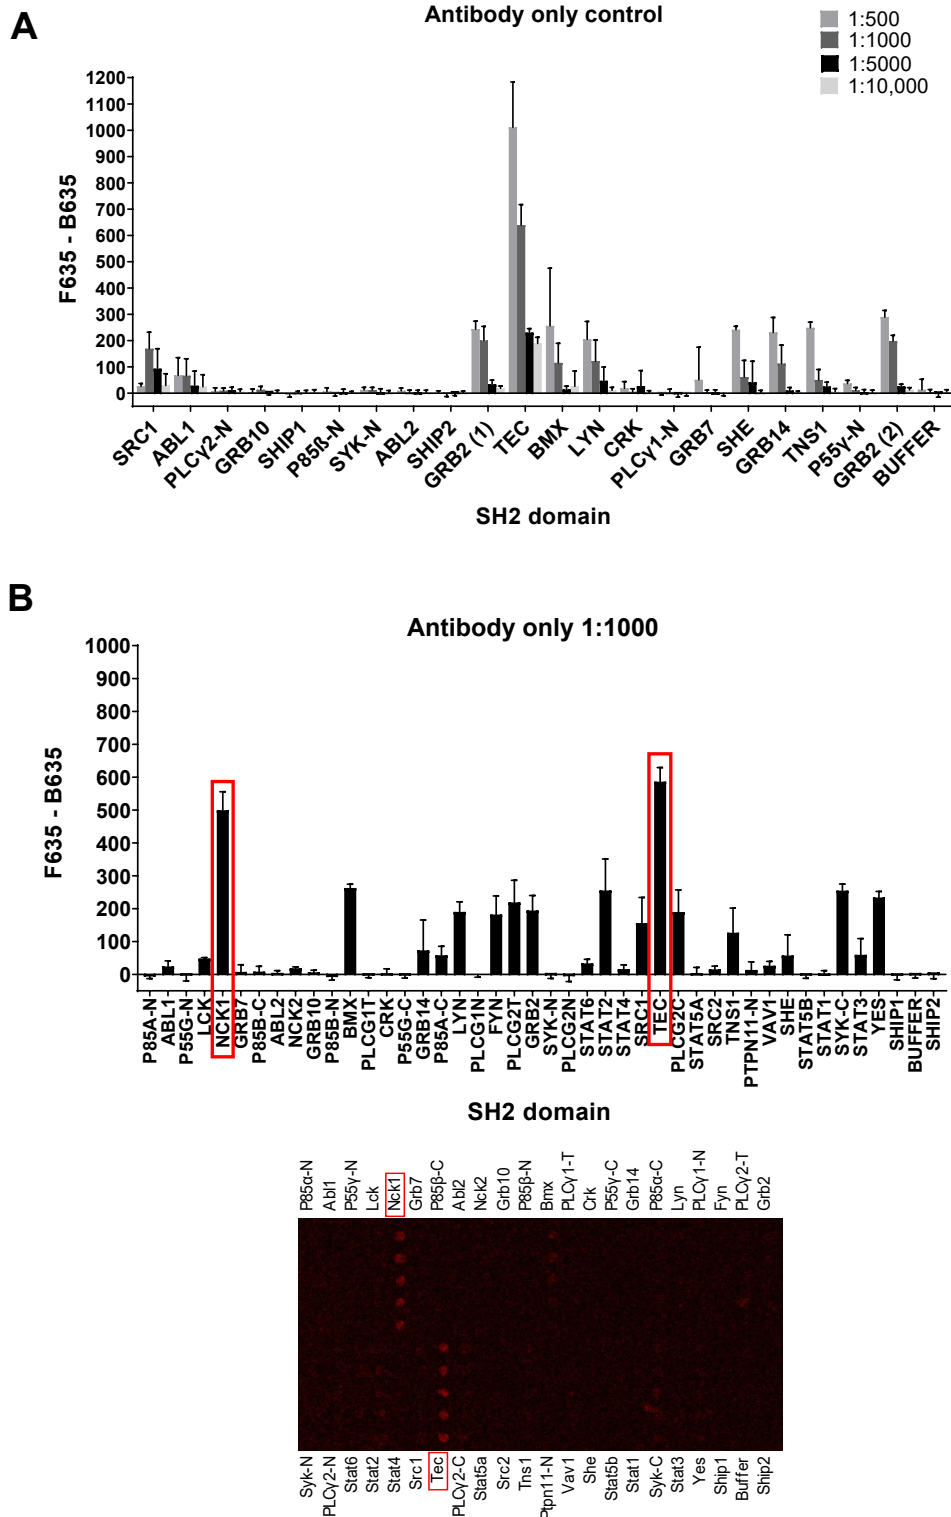 A
Antibody only control
1:500
1:1000
1:5000
1:10,000
F635 - B635
1200
1100
1000
900
800
700
600
500
400
300
200
100
0
SRC1
ABL1
PLCγ2-N
GRB10
SHIP1
P85ß-N
SYK-N
ABL2
SHIP2
GRB2 (1)
TEC
BMX
LYN
CRK
PLCγ1-N
GRB7
SHE
GRB14
TNS1
P55γ-N
GRB2 (2)
BUFFER
SH2 domain
B
Antibody only 1:1000
F635 - B635
1000
900
800
700
600
500
400
300
200
100
0
P85A-N
ABL1
P55G-N
LCK
NCK1
GRB7
P85B-C
ABL2
NCK2
GRB10
P85B-N
BMX
PLCG1T
CRK
P55G-C
GRB14
P85A-C
LYN
PLCG1N
FYN
PLCG2T
GRB2
SYK-N
PLCG2N
STAT6
STAT2
STAT4
SRC1
TEC
PLCG2C
STAT5A
SRC2
TNS1
PTPN11-N
VAV1
SHE
STAT5B
STAT1
SYK-C
STAT3
YES
SHIP1
BUFFER
SHIP2
SH2 domain
P85α-N
Abl1
P55γ-N
Lck
Nck1
Grb7
P85β-C
Abl2
Nck2
Grb10
P85β-N
Bmx
PLCγ1-T
Crk
P55γ-C
Grb14
P85α-C
Lyn
PLCγ1-N
Fyn
PLCγ2-T
Grb2
Syk-N
PLCγ2-N
Stat6
Stat2
Stat4
Src1
Tec
PLCγ2-C
Stat5a
Src2
Tns1
Ptpn11-N
Vav1
She
Stat5b
Stat1
Syk-C
Stat3
Yes
Ship1
Buffer
Ship2